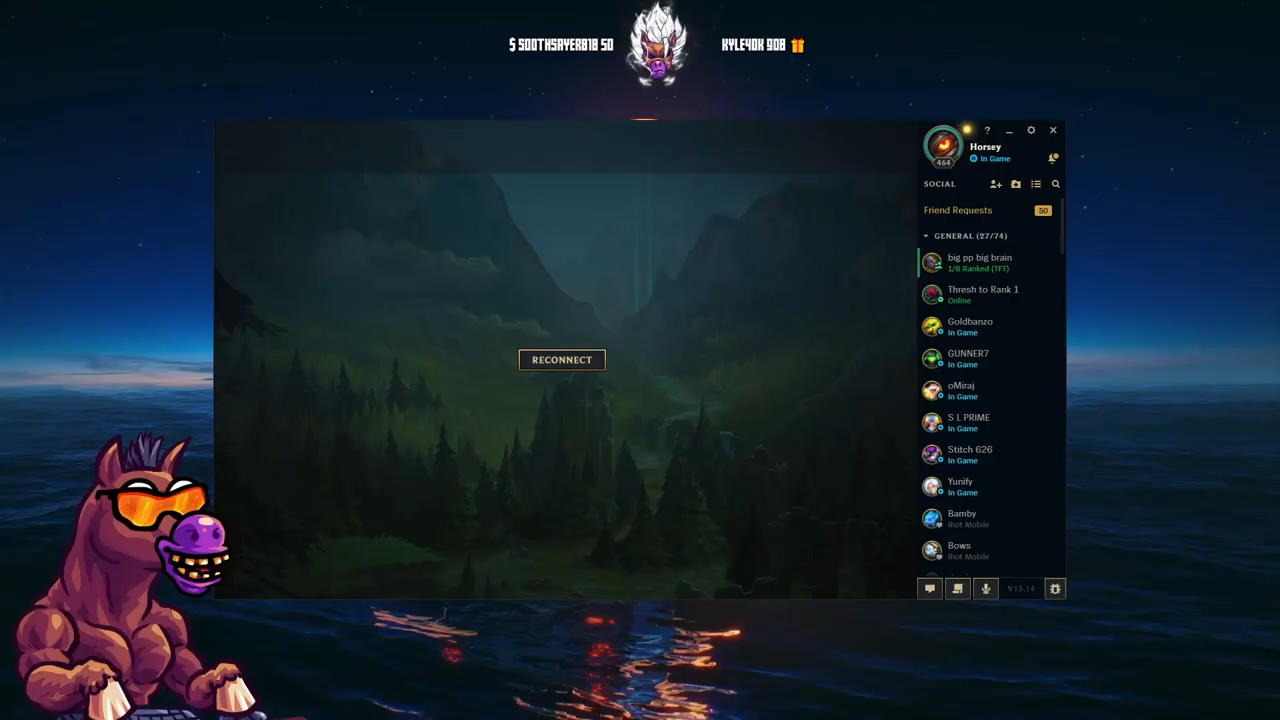 $ SOOTHSAYER818 50
KYLE40K 908
?
Horsey
In Game
464
SOCIAL
Friend Requests
50
GENERAL (27/74)
big pp big brain
1/8 Ranked (TFT)
Thresh to Rank 1
Online
Goldbanzo
In Game
GUNNER7
In Game
oMiraj
In Game
S L PRIME
In Game
Stitch 626
In Game
Yunify
In Game
Bamby
Riot Mobile
Bows
Riot Mobile
RECONNECT
V13.14